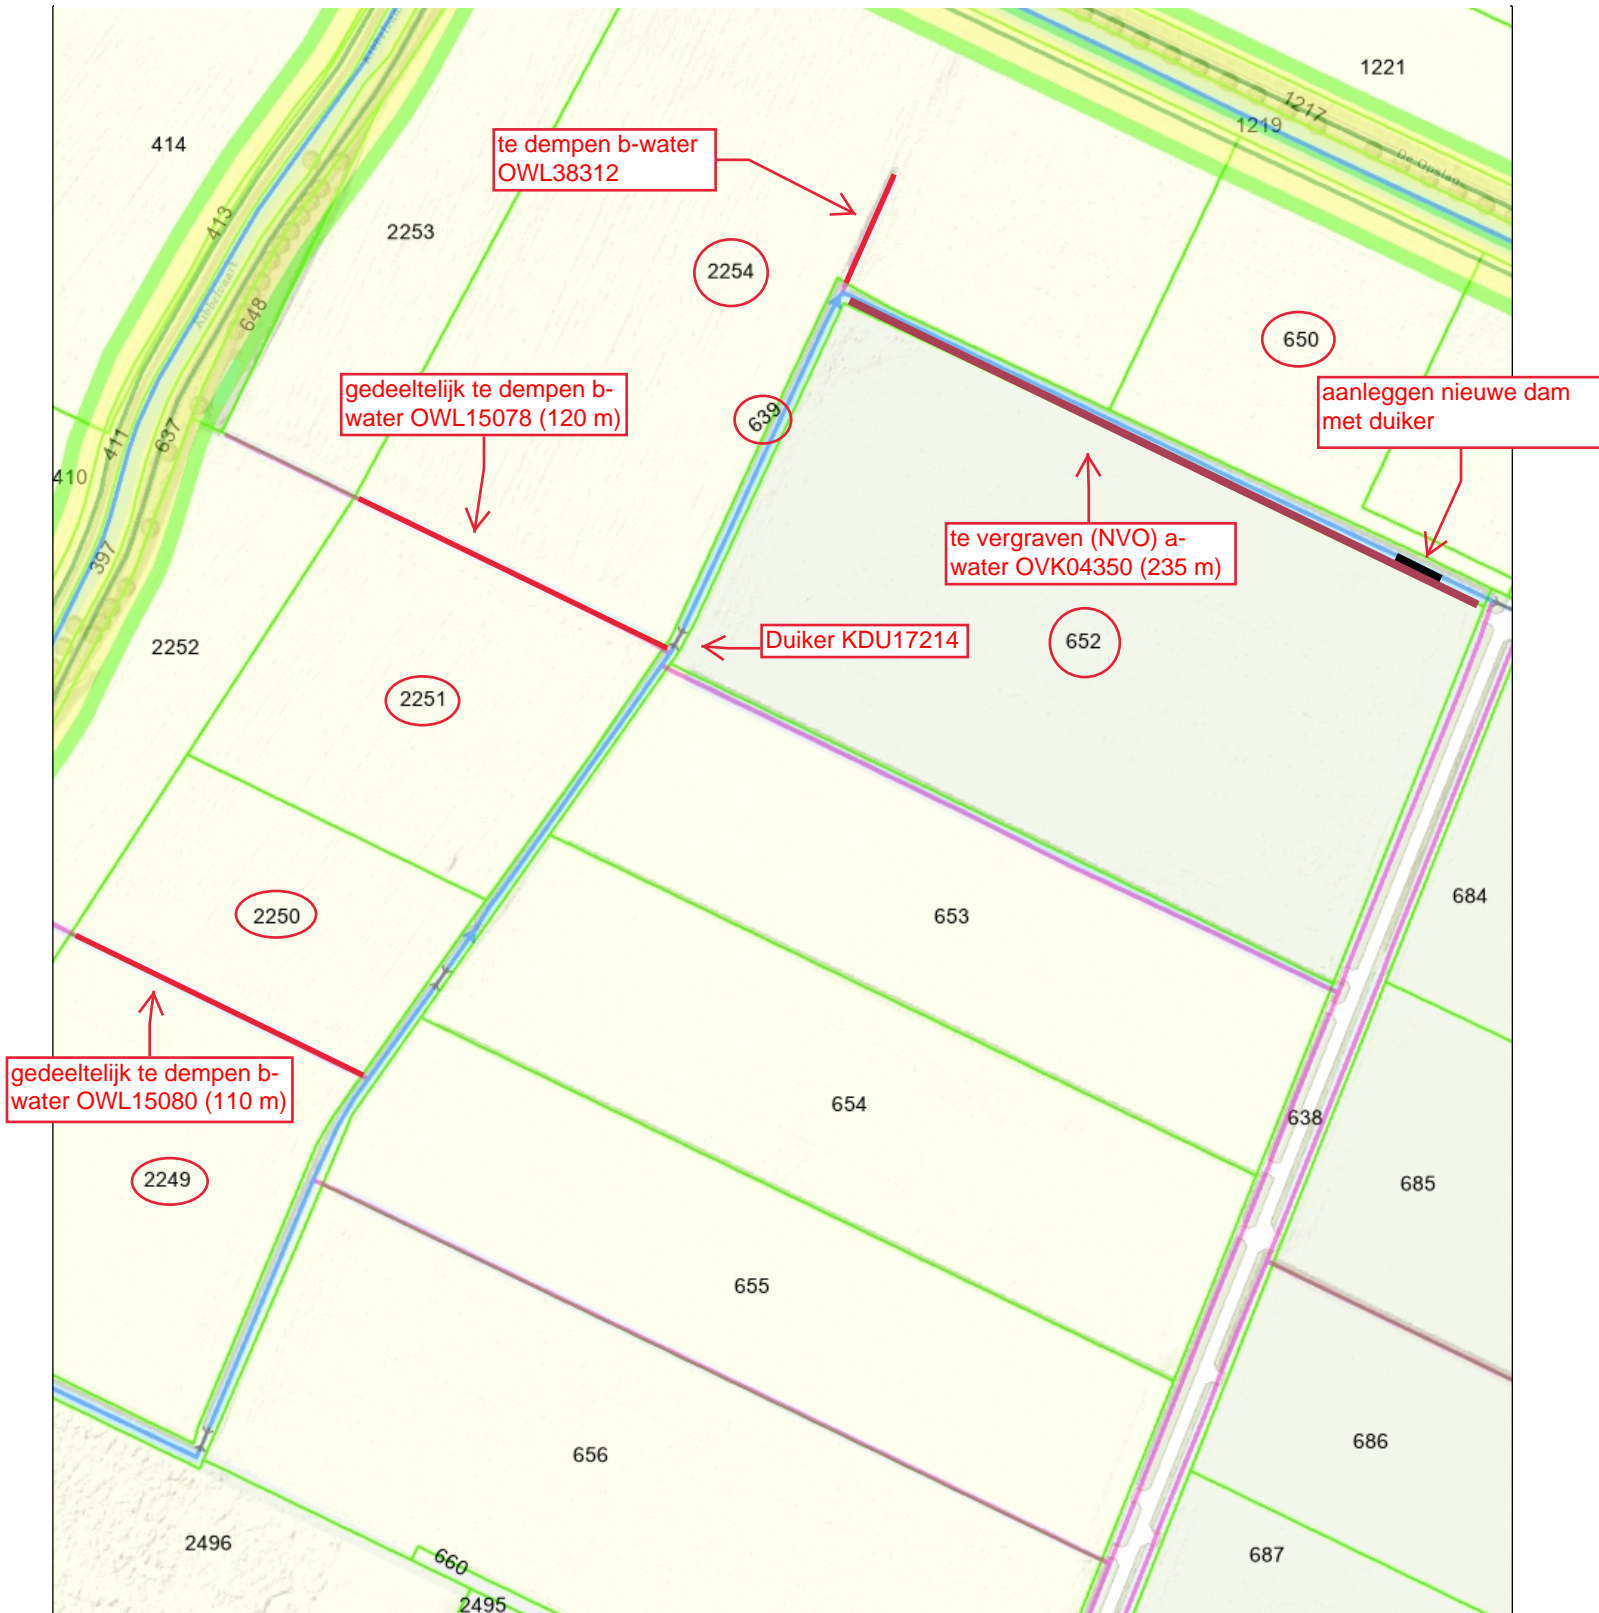 1221
1217
1219
De Opslag
414
te dempen b-water
OWL38312
413
2253
2254
Kibbelvaart
648
650
gedeeltelijk te dempen b-
water OWL15078 (120 m)
aanleggen nieuwe dam
met duiker
639
411
637
410
te vergraven (NVO) a-
water OVK04350 (235 m)
397
2252
Duiker KDU17214
652
2251
684
2250
653
gedeeltelijk te dempen b-
water OWL15080 (110 m)
654
638
2249
685
655
686
656
2496
660
687
2495